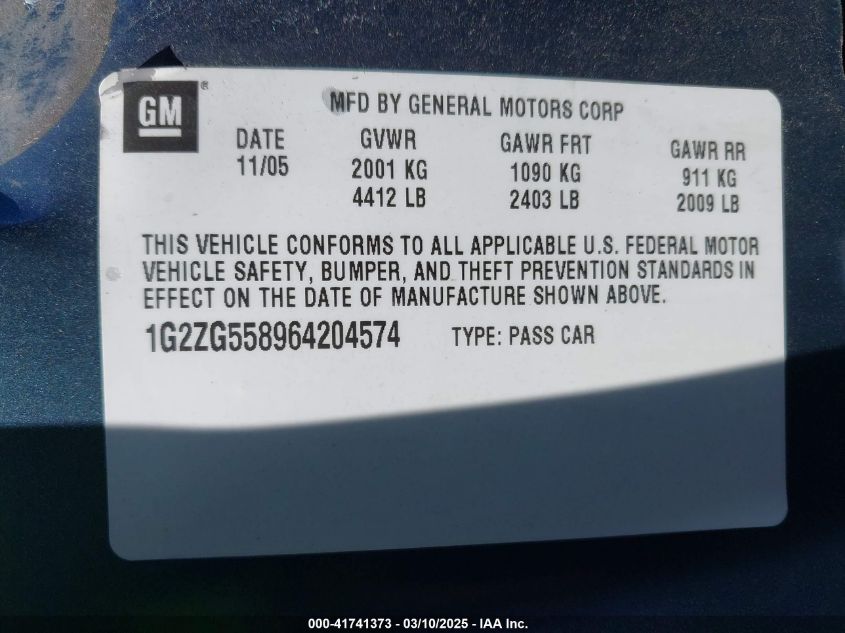 GM®
MFD BY GENERAL MOTORS CORP
DATE GVWR GAWR FRT GAWR RR
11/05 2001 KG 1090 KG 911 KG
4412 LB 2403 LB 2009 LB
THIS VEHICLE CONFORMS TO ALL APPLICABLE U.S. FEDERAL MOTOR
VEHICLE SAFETY, BUMPER, AND THEFT PREVENTION STANDARDS IN
EFFECT ON THE DATE OF MANUFACTURE SHOWN ABOVE.
1G2ZG558964204574 TYPE: PASS CAR
000-41741373 - 03/10/2025 - IAA Inc.